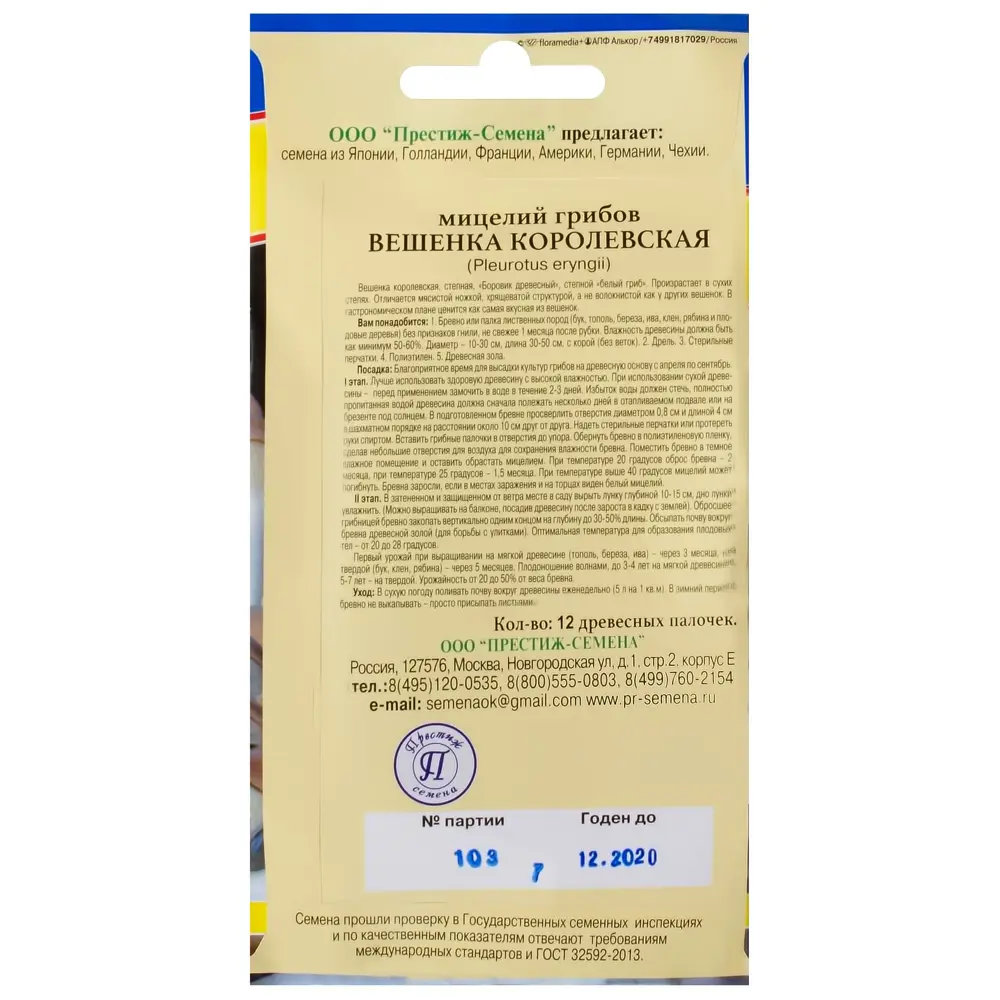 floramedia+ АПФ Алькор/+74991817029/Россия
ООО “Престиж-Семена” предлагает:
семена из Японии, Голландии, Франции, Америки, Германии, Чехии.
мицелий грибов
ВЕШЕНКА КОРОЛЕВСКАЯ
(Pleurotus eryngii)
Вешенка королевская, степная, «Боровик древесный», степной «белый гриб». Произрастает в сухих
степях. Отличается мясистой ножкой, хрящеватой структурой, а не волокнистой как у других вешенок. В
гастрономическом плане ценится как самая вкусная из вешенок.
Вам понадобится: 1. Бревно или палка лиственных пород (бук, тополь, береза, ива, клен, рябина и пло-
довые деревья) без признаков гнили, не свежее 1 месяца после рубки. Влажность древесины должна быть
как минимум 50-60%. Диаметр – 10-30 см, длина 30-50 см, с корой (без веток). 2. Дрель. 3. Стерильные
перчатки. 4. Полиэтилен. 5. Древесная зола.
Посадка: Благоприятное время для высадки культур грибов на древесную основу с апреля по сентябрь.
I этап. Лучше использовать здоровую древесину с высокой влажностью. При использовании сухой древе-
сины – перед применением замочить в воде в течение 2-3 дней. Избыток воды должен стечь, полностью
пропитанная водой древесина должна сначала полежать несколько дней в отапливаемом подвале или на
брезенте под солнцем. В подготовленном бревне просверлить отверстия диаметром 0,8 см и длиной 4 см
в шахматном порядке на расстоянии около 10 см друг от друга. Надеть стерильные перчатки или протереть
руки спиртом. Вставить грибные палочки в отверстия до упора. Обернуть бревно в полиэтиленовую пленку,
сделав небольшие отверстия для воздуха для сохранения влажности бревна. Поместить бревно в темное
влажное помещение и оставить обрастать мицелием. При температуре 20 градусов оброс бревна – 2
месяца, при температуре 25 градусов – 1,5 месяца. При температуре выше 40 градусов мицелий может
погибнуть. Бревна заросли, если в местах заражения и на торцах виден белый мицелий.
II этап. В затененном и защищенном от ветра месте в саду вырыть лунку глубиной 10-15 см, дно лунки
увлажнить. (Можно выращивать на балконе, посадив древесину после зароста в кадку с землей). Обросшее
грибницей бревно закопать вертикально одним концом на глубину до 30-50% длины. Обсыпать почву вокруг
бревна древесной золой (для борьбы с улитками). Оптимальная температура для образования плодовых
тел – от 20 до 28 градусов.
Первый урожай при выращивании на мягкой древесине (тополь, береза, ива) – через 3 месяца, на
твердой (бук, клен, рябина) – через 5 месяцев. Плодоношение волнами, до 3-4 лет на мягкой древесине,
5-7 лет – на твердой. Урожайность от 20 до 50% от веса бревна.
Уход: В сухую погоду поливать почву вокруг древесины еженедельно (5 л на 1 кв.м). В зимний период
бревно не выкапывать – просто присыпать листьями.
Кол-во: 12 древесных палочек.
ООО “ПРЕСТИЖ-СЕМЕНА”
Россия, 127576, Москва, Новгородская ул, д.1, стр.2. корпус Е
тел.:8(495)120-0535, 8(800)555-0803, 8(499)760-2154
e-mail: semenaok@gmail.com www.pr-semena.ru
Престиж
П
семена
№ партии Годен до
103 7 12.2020
Семена прошли проверку в Государственных семенных инспекциях
и по качественным показателям отвечают требованиям
международных стандартов и ГОСТ 32592-2013.